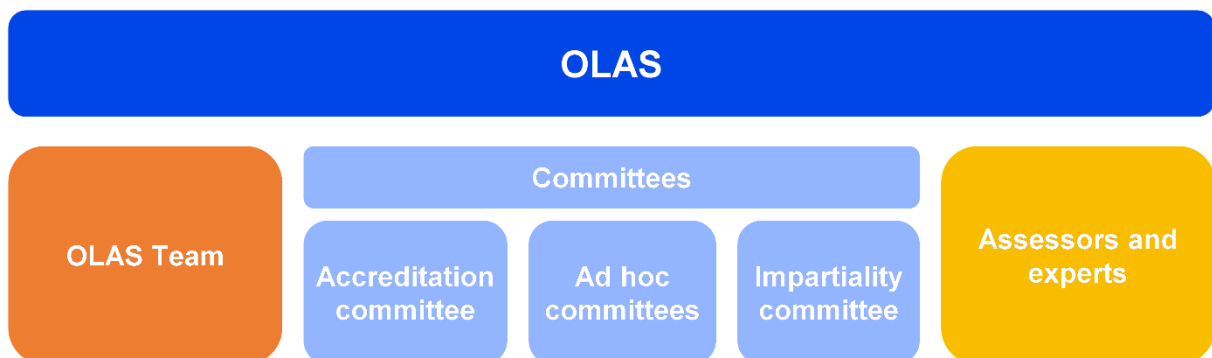 OLAS
OLAS Team
Committees
Accreditation
committee
Ad hoc
committees
Impartiality
committee
Assessors and
experts